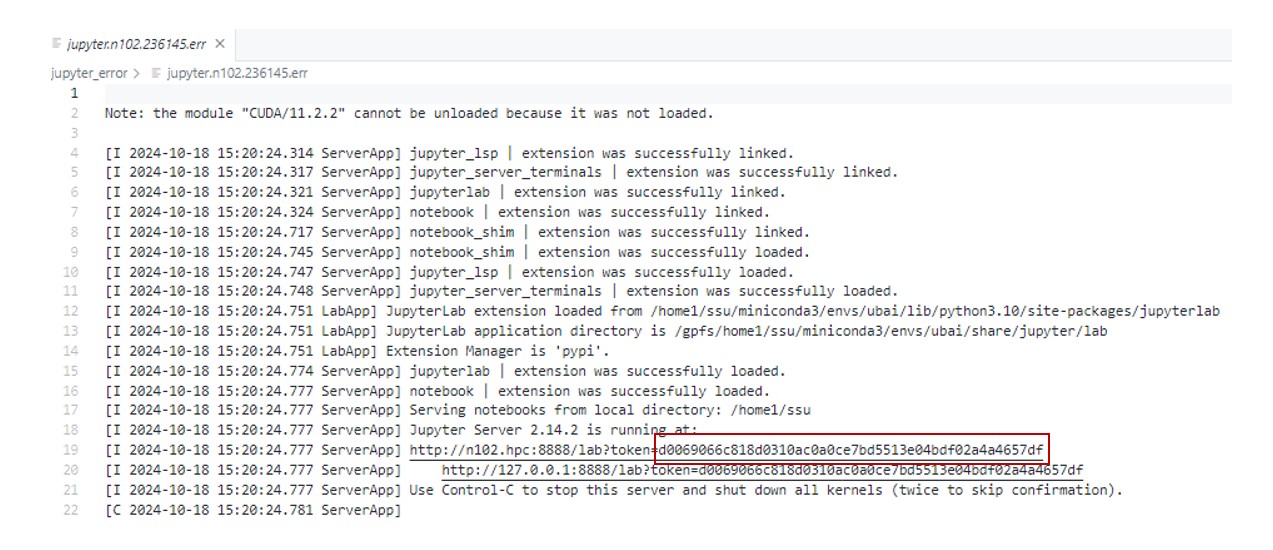 jupyter.n102.236145.err ×
jupyter_error > jupyter.n102.236145.err
1
2 Note: the module "CUDA/11.2.2" cannot be unloaded because it was not loaded.
3
4 [I 2024-10-18 15:20:24.314 ServerApp] jupyter_lsp | extension was successfully linked.
5 [I 2024-10-18 15:20:24.317 ServerApp] jupyter_server_terminals | extension was successfully linked.
6 [I 2024-10-18 15:20:24.321 ServerApp] jupyterlab | extension was successfully linked.
7 [I 2024-10-18 15:20:24.324 ServerApp] notebook | extension was successfully linked.
8 [I 2024-10-18 15:20:24.717 ServerApp] notebook_shim | extension was successfully linked.
9 [I 2024-10-18 15:20:24.745 ServerApp] notebook_shim | extension was successfully loaded.
10 [I 2024-10-18 15:20:24.747 ServerApp] jupyter_lsp | extension was successfully loaded.
11 [I 2024-10-18 15:20:24.748 ServerApp] jupyter_server_terminals | extension was successfully loaded.
12 [I 2024-10-18 15:20:24.751 LabApp] JupyterLab extension loaded from /home1/ssu/miniconda3/envs/ubai/lib/python3.10/site-packages/jupyterlab
13 [I 2024-10-18 15:20:24.751 LabApp] JupyterLab application directory is /gpfs/home1/ssu/miniconda3/envs/ubai/share/jupyter/lab
14 [I 2024-10-18 15:20:24.751 LabApp] Extension Manager is 'pypi'.
15 [I 2024-10-18 15:20:24.774 ServerApp] jupyterlab | extension was successfully loaded.
16 [I 2024-10-18 15:20:24.777 ServerApp] notebook | extension was successfully loaded.
17 [I 2024-10-18 15:20:24.777 ServerApp] Serving notebooks from local directory: /home1/ssu
18 [I 2024-10-18 15:20:24.777 ServerApp] Jupyter Server 2.14.2 is running at:
19 [I 2024-10-18 15:20:24.777 ServerApp] http://n102.hpc:8888/lab?token=d0069066c818d0310ac0a0ce7bd5513e04bdf02a4a4657df
20 [I 2024-10-18 15:20:24.777 ServerApp]     http://127.0.0.1:8888/lab?token=d0069066c818d0310ac0a0ce7bd5513e04bdf02a4a4657df
21 [I 2024-10-18 15:20:24.777 ServerApp] Use Control-C to stop this server and shut down all kernels (twice to skip confirmation).
22 [C 2024-10-18 15:20:24.781 ServerApp]